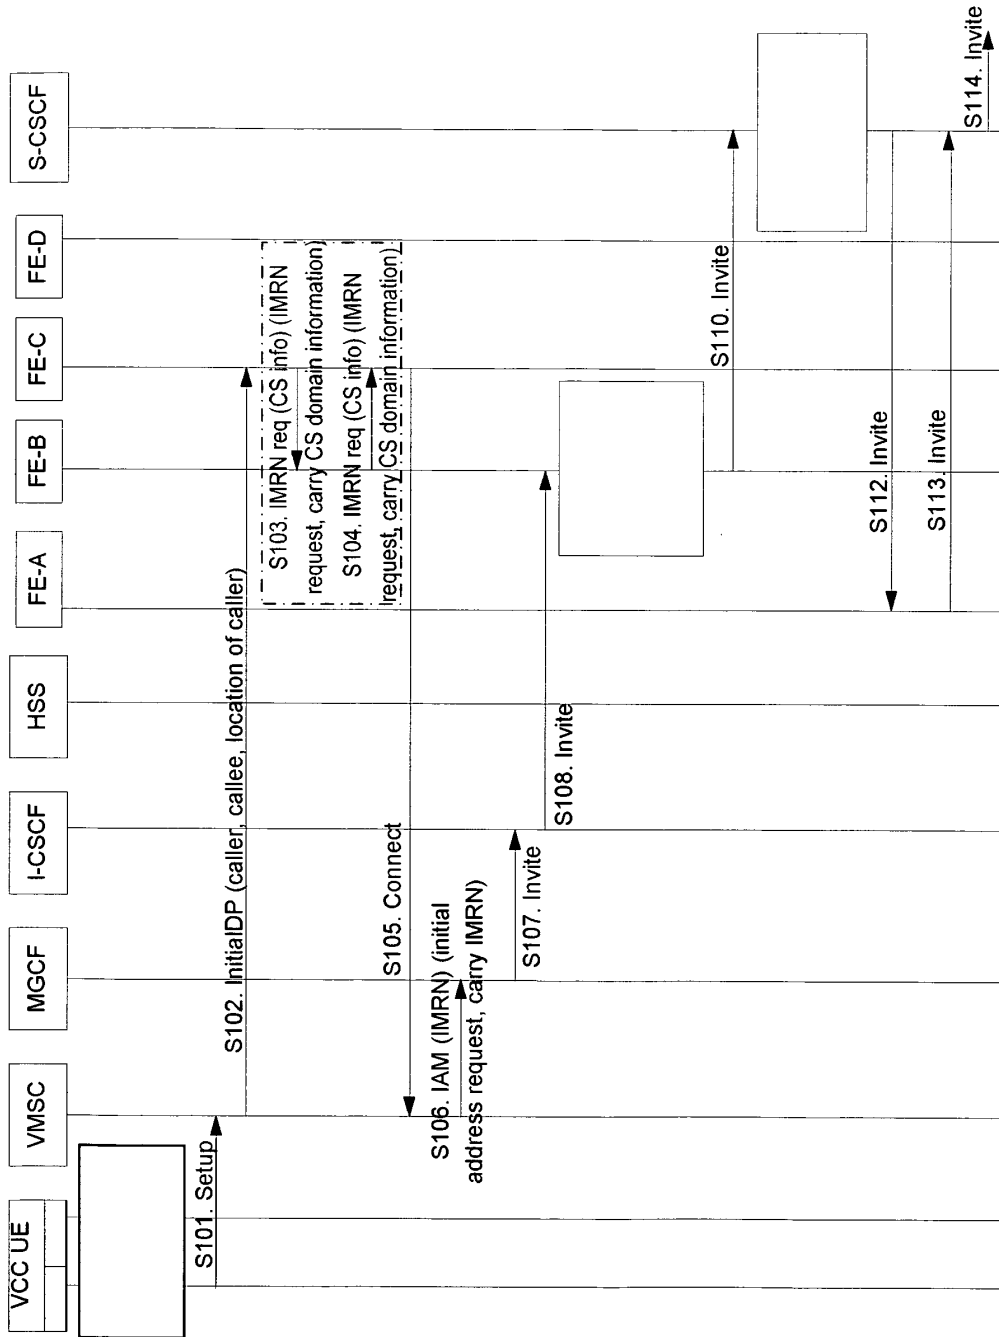 VCC UE
VMSC
MGCF
I-CSCF
HSS
FE-A
FE-B
FE-C
FE-D
S-CSCF
S101. Setup
S102. InitialDP (caller, callee, location of caller)
S103. IMRN req (CS info) (IMRN
request, carry CS domain information)
S104. IMRN req (CS info) (IMRN
request, carry CS domain information)
S105. Connect
S106. IAM (IMRN) (initial
address request, carry IMRN)
S107. Invite
S108. Invite
S110. Invite
S112. Invite
S113. Invite
S114. Invite